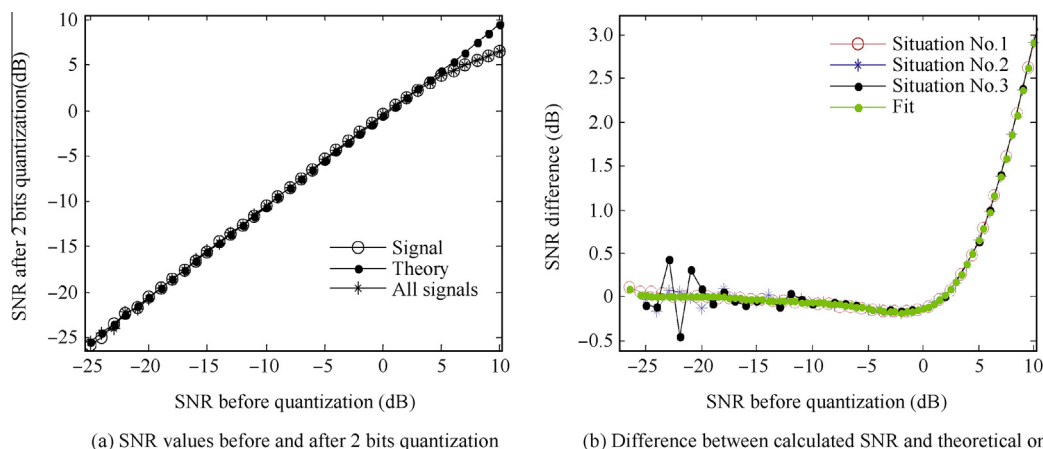 SNR after 2 bits quantization(dB)
10
5
0
−5
−10
−15
−20
−25
Signal
Theory
All signals
−25 −20 −15 −10 −5 0 5 10
SNR before quantization (dB)
(a) SNR values before and after 2 bits quantization
SNR difference (dB)
3.0
2.5
2.0
1.5
1.0
0.5
0
−0.5
Situation No.1
Situation No.2
Situation No.3
Fit
−25 −20 −15 −10 −5 0 5 10
SNR before quantization (dB)
(b) Difference between calculated SNR and theoretical